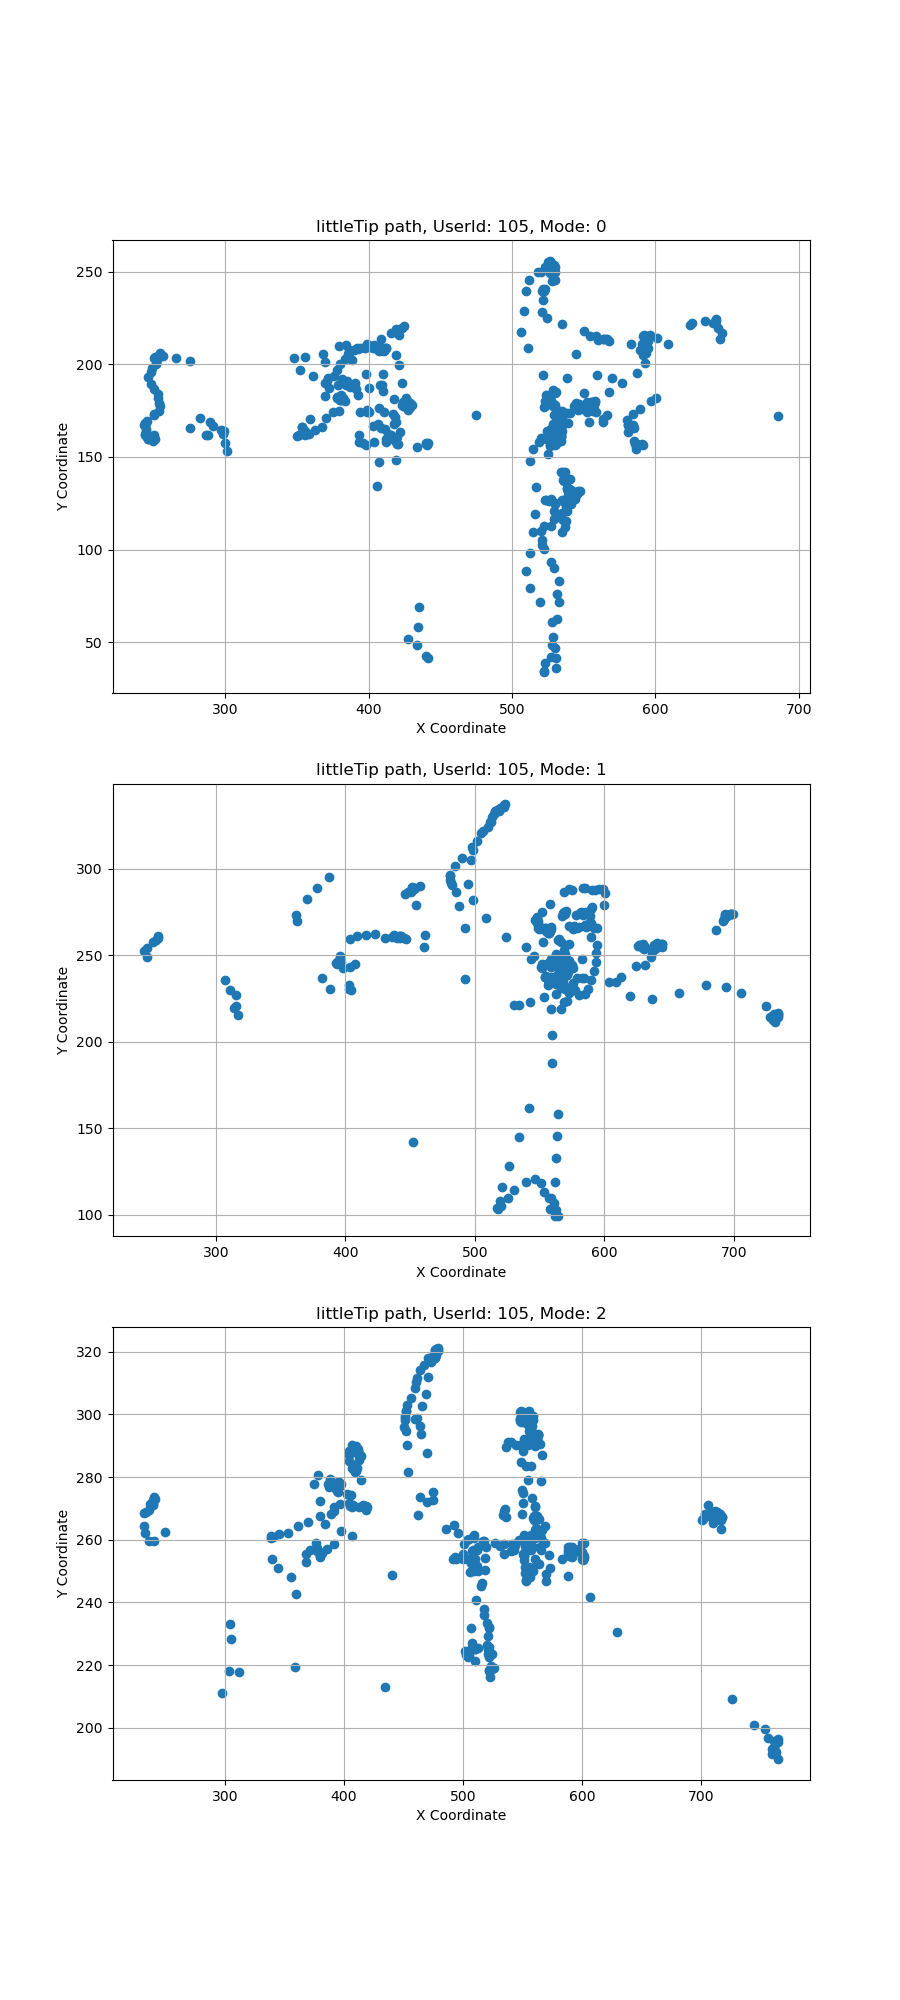 littleTip path, UserId: 105, Mode: 0
Y Coordinate
250
200
150
100
50
300 400 500 600 700
X Coordinate
littleTip path, UserId: 105, Mode: 1
Y Coordinate
300
250
200
150
100
300 400 500 600 700
X Coordinate
littleTip path, UserId: 105, Mode: 2
Y Coordinate
320
300
280
260
240
220
200
300 400 500 600 700
X Coordinate